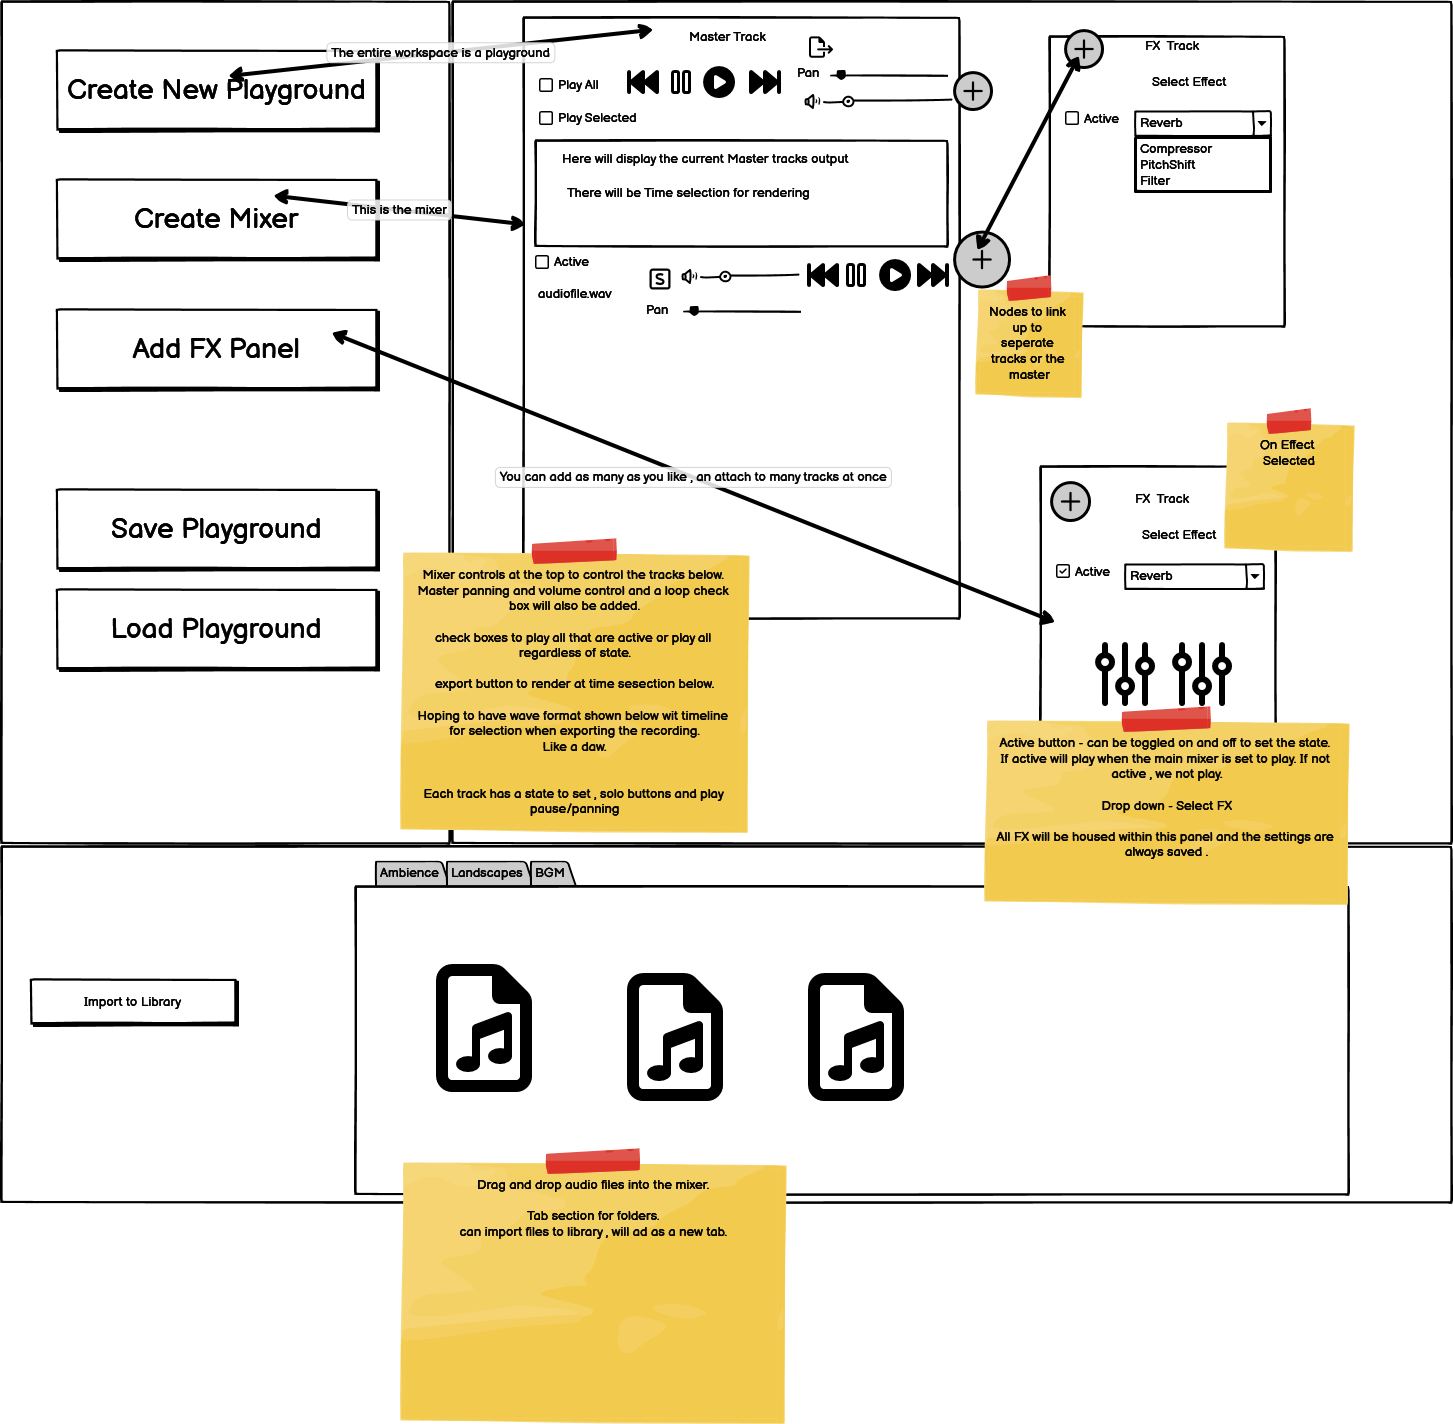 The entire workspace is a playground
Create New Playground
This is the mixer
Create Mixer
Add FX Panel
Save Playground
Load Playground
Master Track
Play All
Play Selected
Pan
Here will display the current Master tracks output
There will be Time selection for rendering
Active
audiofile.wav
S
Pan
You can add as many as you like , an attach to many tracks at once
FX Track
Select Effect
Active
Reverb
Compressor
PitchShift
Filter
Nodes to link
up to
seperate
tracks or the
master
On Effect
Selected
FX Track
Select Effect
Active
Reverb
Mixer controls at the top to control the tracks below.
Master panning and volume control and a loop check
box will also be added.
check boxes to play all that are active or play all
regardless of state.
export button to render at time sesection below.
Hoping to have wave format shown below wit timeline
for selection when exporting the recording.
Like a daw.
Each track has a state to set , solo buttons and play
pause/panning
Active button - can be toggled on and off to set the state.
If active will play when the main mixer is set to play. If not
active , we not play.
Drop down - Select FX
All FX will be housed within this panel and the settings are
always saved .
Ambience
Landscapes
BGM
Import to Library
Drag and drop audio files into the mixer.
Tab section for folders.
can import files to library , will ad as a new tab.